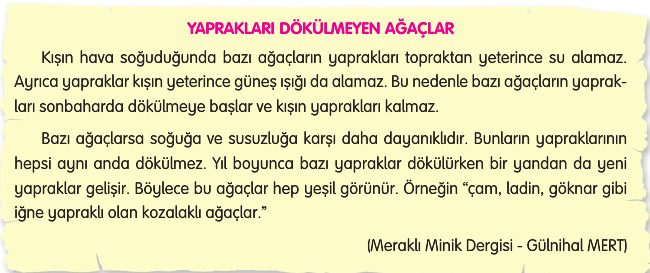 YAPRAKLARI DÖKÜLMEYEN AĞAÇLAR
Kışın hava soğuduğunda bazı ağaçların yaprakları topraktan yeterince su alamaz.
Ayrıca yapraklar kışın yeterince güneş ışığı da alamaz. Bu nedenle bazı ağaçların yaprak-
ları sonbaharda dökülmeye başlar ve kışın yaprakları kalmaz.
Bazı ağaçlarsa soğuğa ve susuzluğa karşı daha dayanıklıdır. Bunların yapraklarının
hepsi aynı anda dökülmez. Yıl boyunca bazı yapraklar dökülürken bir yandan da yeni
yapraklar gelişir. Böylece bu ağaçlar hep yeşil görünür. Örneğin “çam, ladin, göknar gibi
iğne yapraklı olan kozalaklı ağaçlar.”
(Meraklı Minik Dergisi - Gülnihal MERT)